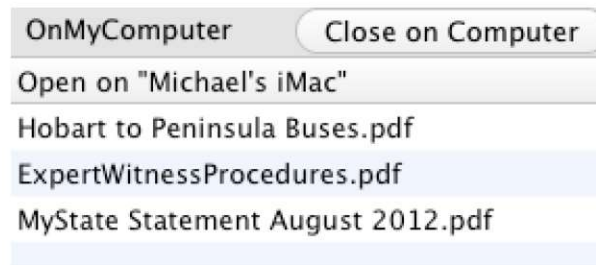 OnMyComputer Close on Computer
Open on "Michael's iMac"
Hobart to Peninsula Buses.pdf
ExpertWitnessProcedures.pdf
MyState Statement August 2012.pdf